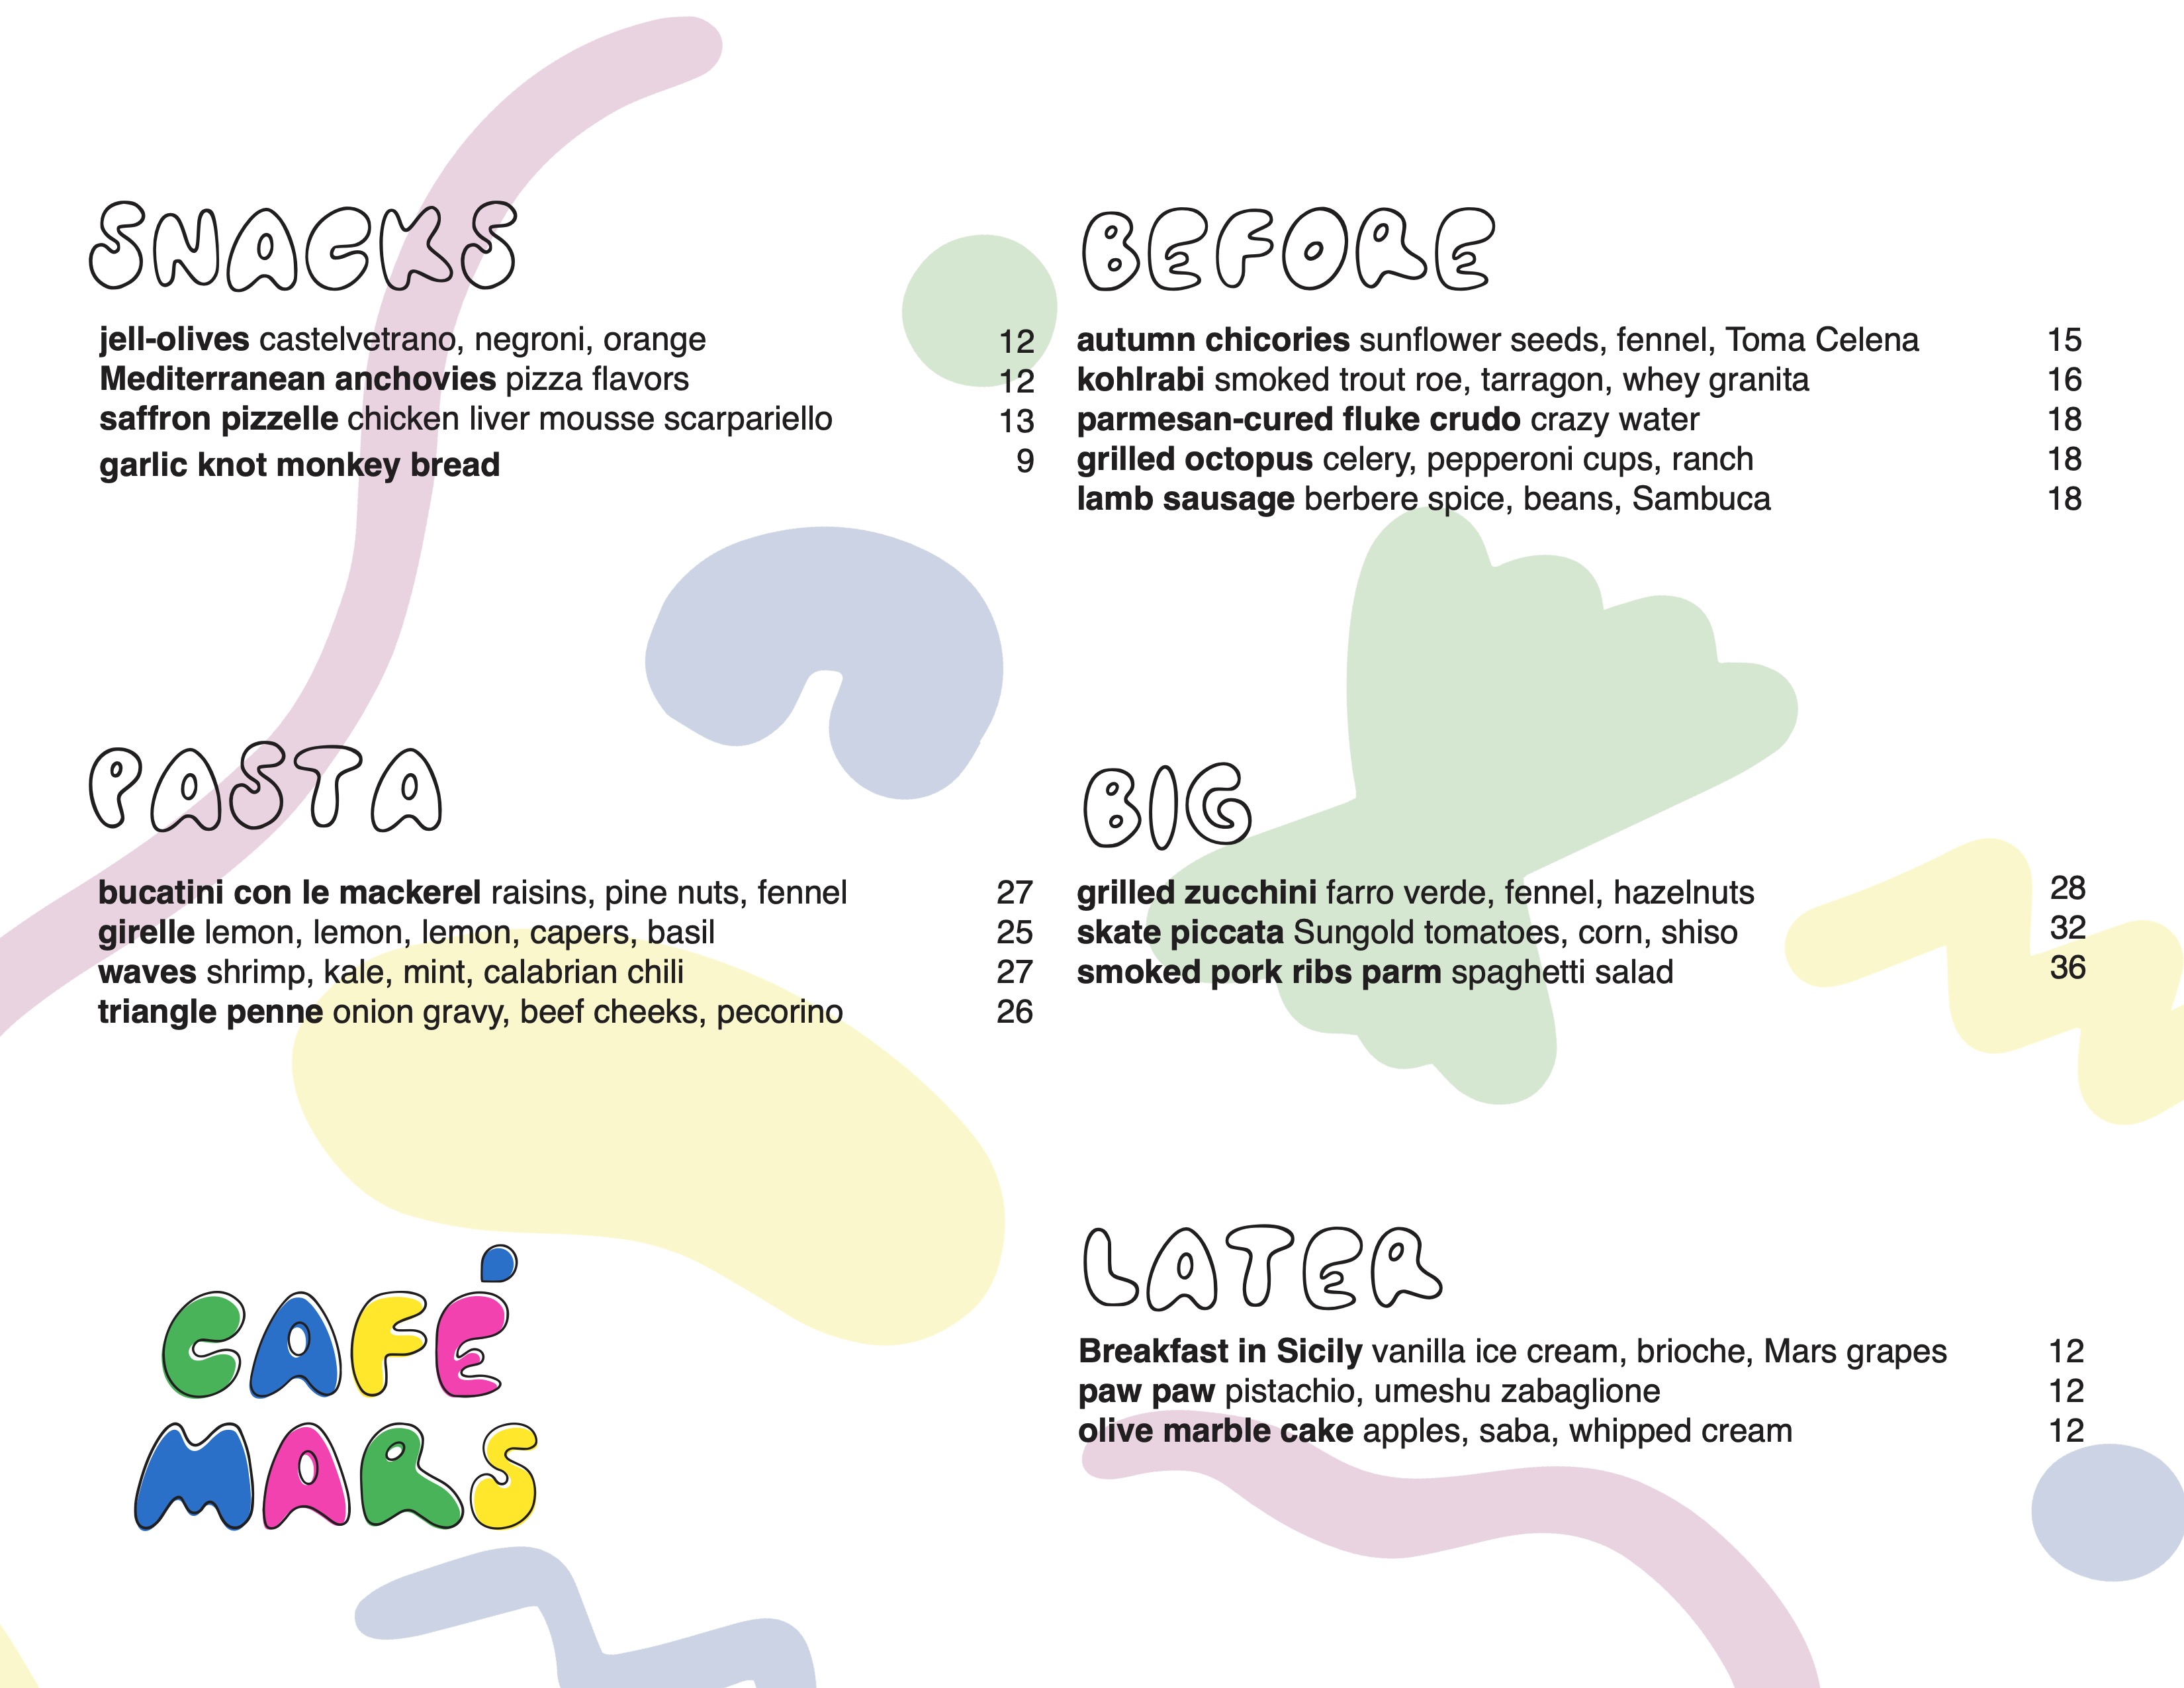 SNACKS
jell-olives castelvetrano, negroni, orange 12
Mediterranean anchovies pizza flavors 12
saffron pizzelle chicken liver mousse scarpariello 13
garlic knot monkey bread 9
BEFORE
autumn chicories sunflower seeds, fennel, Toma Celena 15
kohlrabi smoked trout roe, tarragon, whey granita 16
parmesan-cured fluke crudo crazy water 18
grilled octopus celery, pepperoni cups, ranch 18
lamb sausage berbere spice, beans, Sambuca 18
PASTA
bucatini con le mackerel raisins, pine nuts, fennel 27
girelle lemon, lemon, lemon, capers, basil 25
waves shrimp, kale, mint, calabrian chili 27
triangle penne onion gravy, beef cheeks, pecorino 26
BIG
grilled zucchini farro verde, fennel, hazelnuts 28
skate piccata Sungold tomatoes, corn, shiso 32
smoked pork ribs parm spaghetti salad 36
CAFÉ
MARS
LATER
Breakfast in Sicily vanilla ice cream, brioche, Mars grapes 12
paw paw pistachio, umeshu zabaglione 12
olive marble cake apples, saba, whipped cream 12